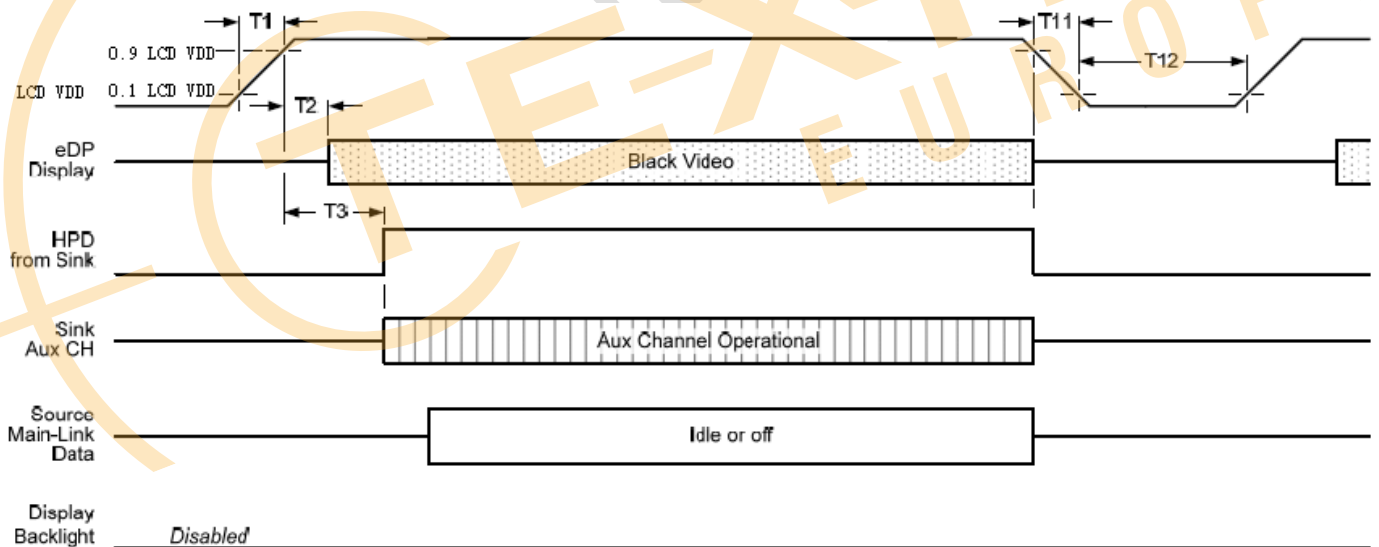 T1
T11
0.9 LCD VDD
T12
LCD VDD 0.1 LCD VDD
T2
eDP
Display
Black Video
T3
HPD
from Sink
Sink
Aux CH
Aux Channel Operational
Source
Main-Link
Data
Idle or off
Display
Backlight
Disabled
EUROP